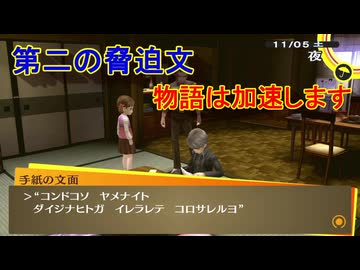 11/05 土
夜
第二の脅迫文
物語は加速します
手紙の文面
>“コンドコソ ヤメナイト
ダイジナヒトガ イレラレテ コロサレルヨ”